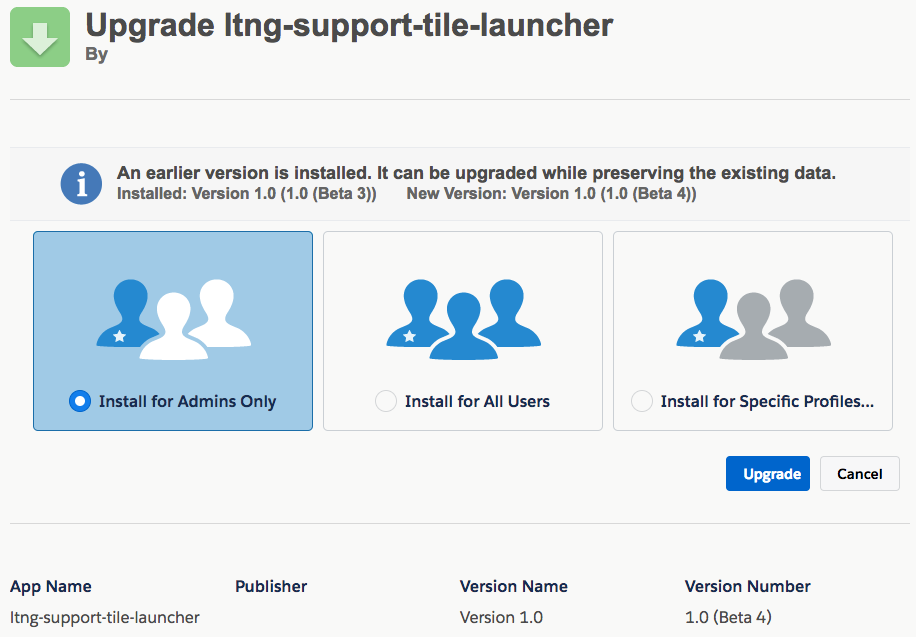 Upgrade ltng-support-tile-launcher
By
An earlier version is installed. It can be upgraded while preserving the existing data.
Installed: Version 1.0 (1.0 (Beta 3)) New Version: Version 1.0 (1.0 (Beta 4))
Install for Admins Only Install for All Users Install for Specific Profiles...
Upgrade Cancel
App Name Publisher Version Name Version Number
ltng-support-tile-launcher Version 1.0 1.0 (Beta 4)